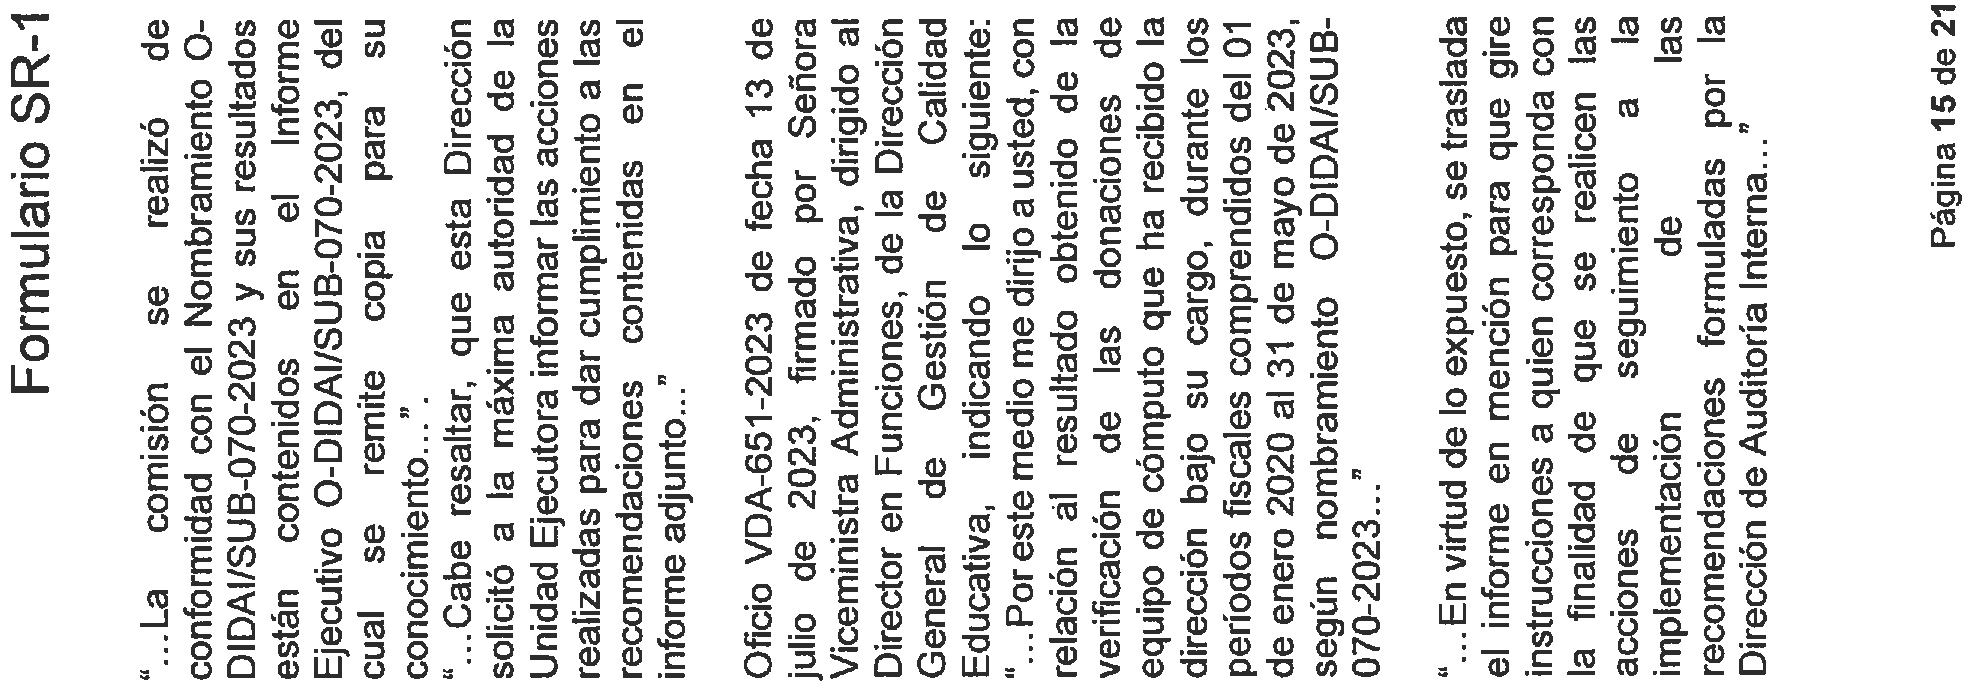 Formulario SR-1
“...La comisión se realizó de
conformidad con el Nombramiento O-
DIDAI/SUB-070-2023 y sus resultados
están contenidos en el Informe
Ejecutivo O-DIDAI/SUB-070-2023, del
cual se remite copia para su
conocimiento...”.
“...Cabe resaltar, que esta Dirección
solicitó a la máxima autoridad de la
Unidad Ejecutora informar las acciones
realizadas para dar cumplimiento a las
recomendaciones contenidas en el
informe adjunto...”
Oficio VDA-651-2023 de fecha 13 de
julio de 2023, firmado por Señora
Viceministra Administrativa, dirigido al
Director en Funciones, de la Dirección
General de Gestión de Calidad
Educativa, indicando lo siguiente:
“...Por este medio me dirijo a usted, con
relación al resultado obtenido de la
verificación de las donaciones de
equipo de cómputo que ha recibido la
dirección bajo su cargo, durante los
períodos fiscales comprendidos del 01
de enero 2020 al 31 de mayo de 2023,
según nombramiento O-DIDAI/SUB-
070-2023...”
“...En virtud de lo expuesto, se traslada
el informe en mención para que gire
instrucciones a quien corresponda con
la finalidad de que se realicen las
acciones de seguimiento a la
implementación de las
recomendaciones formuladas por la
Dirección de Auditoría Interna...”
Página 15 de 21